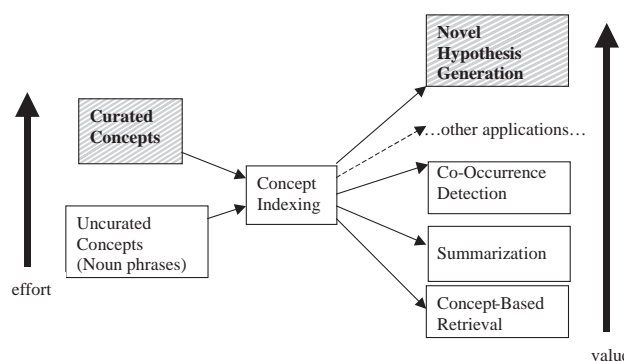 Novel
Hypothesis
Generation
Curated
Concepts
…other applications…
Concept
Indexing
Co-Occurrence
Detection
Uncurated
Concepts
(Noun phrases)
Summarization
effort
Concept-Based
Retrieval
value